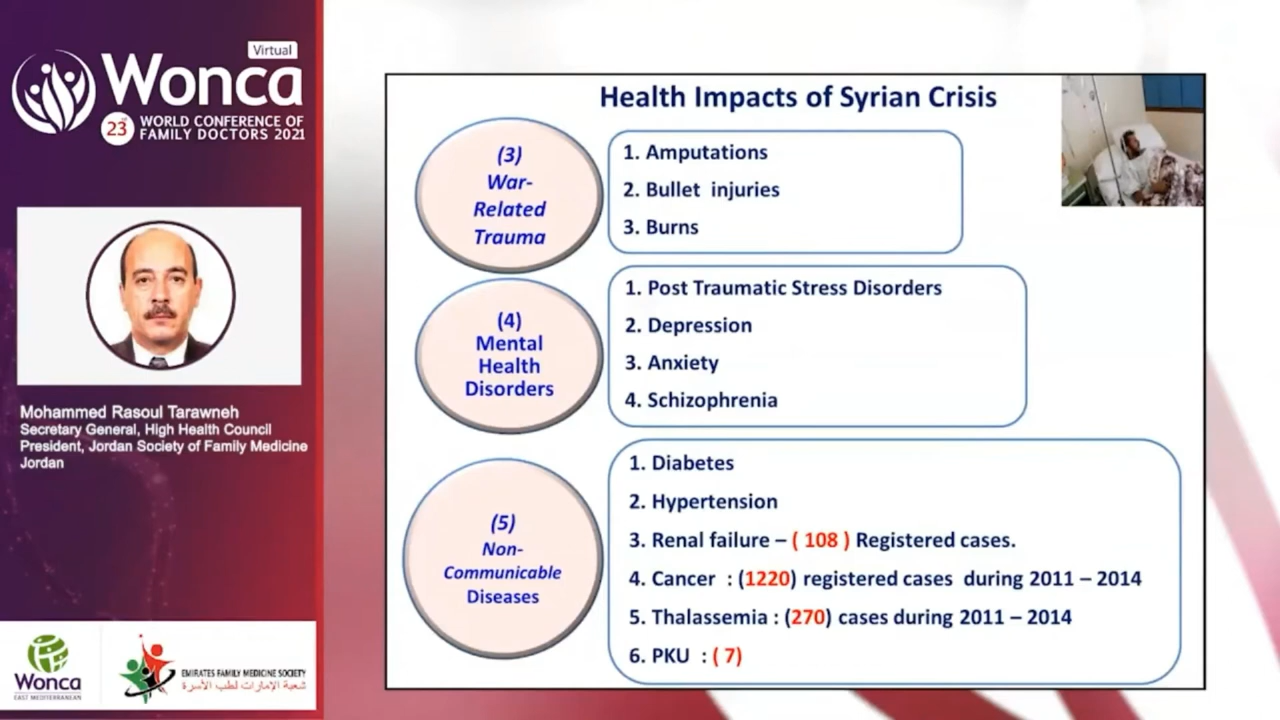 Virtual
Wonca
23rd WORLD CONFERENCE OF
FAMILY DOCTORS 2021
Mohammed Rasoul Tarawneh
Secretary General, High Health Council
President, Jordan Society of Family Medicine
Jordan
Wonca
EAST MEDITERRANEAN
EMIRATES FAMILY MEDICINE SOCIETY
شعبة الإمارات لطب الأسرة
Health Impacts of Syrian Crisis
(3)
War-
Related
Trauma
1. Amputations
2. Bullet injuries
3. Burns
(4)
Mental
Health
Disorders
1. Post Traumatic Stress Disorders
2. Depression
3. Anxiety
4. Schizophrenia
(5)
Non-
Communicable
Diseases
1. Diabetes
2. Hypertension
3. Renal failure – ( 108 ) Registered cases.
4. Cancer : (1220) registered cases during 2011 – 2014
5. Thalassemia : (270) cases during 2011 – 2014
6. PKU : ( 7)